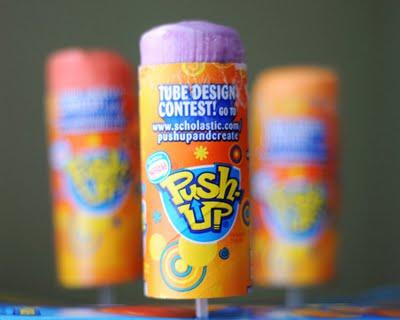 TUBE DESIGN
CONTEST! GO TO
www.scholastic.com/
pushupandcreate
Push-
UP